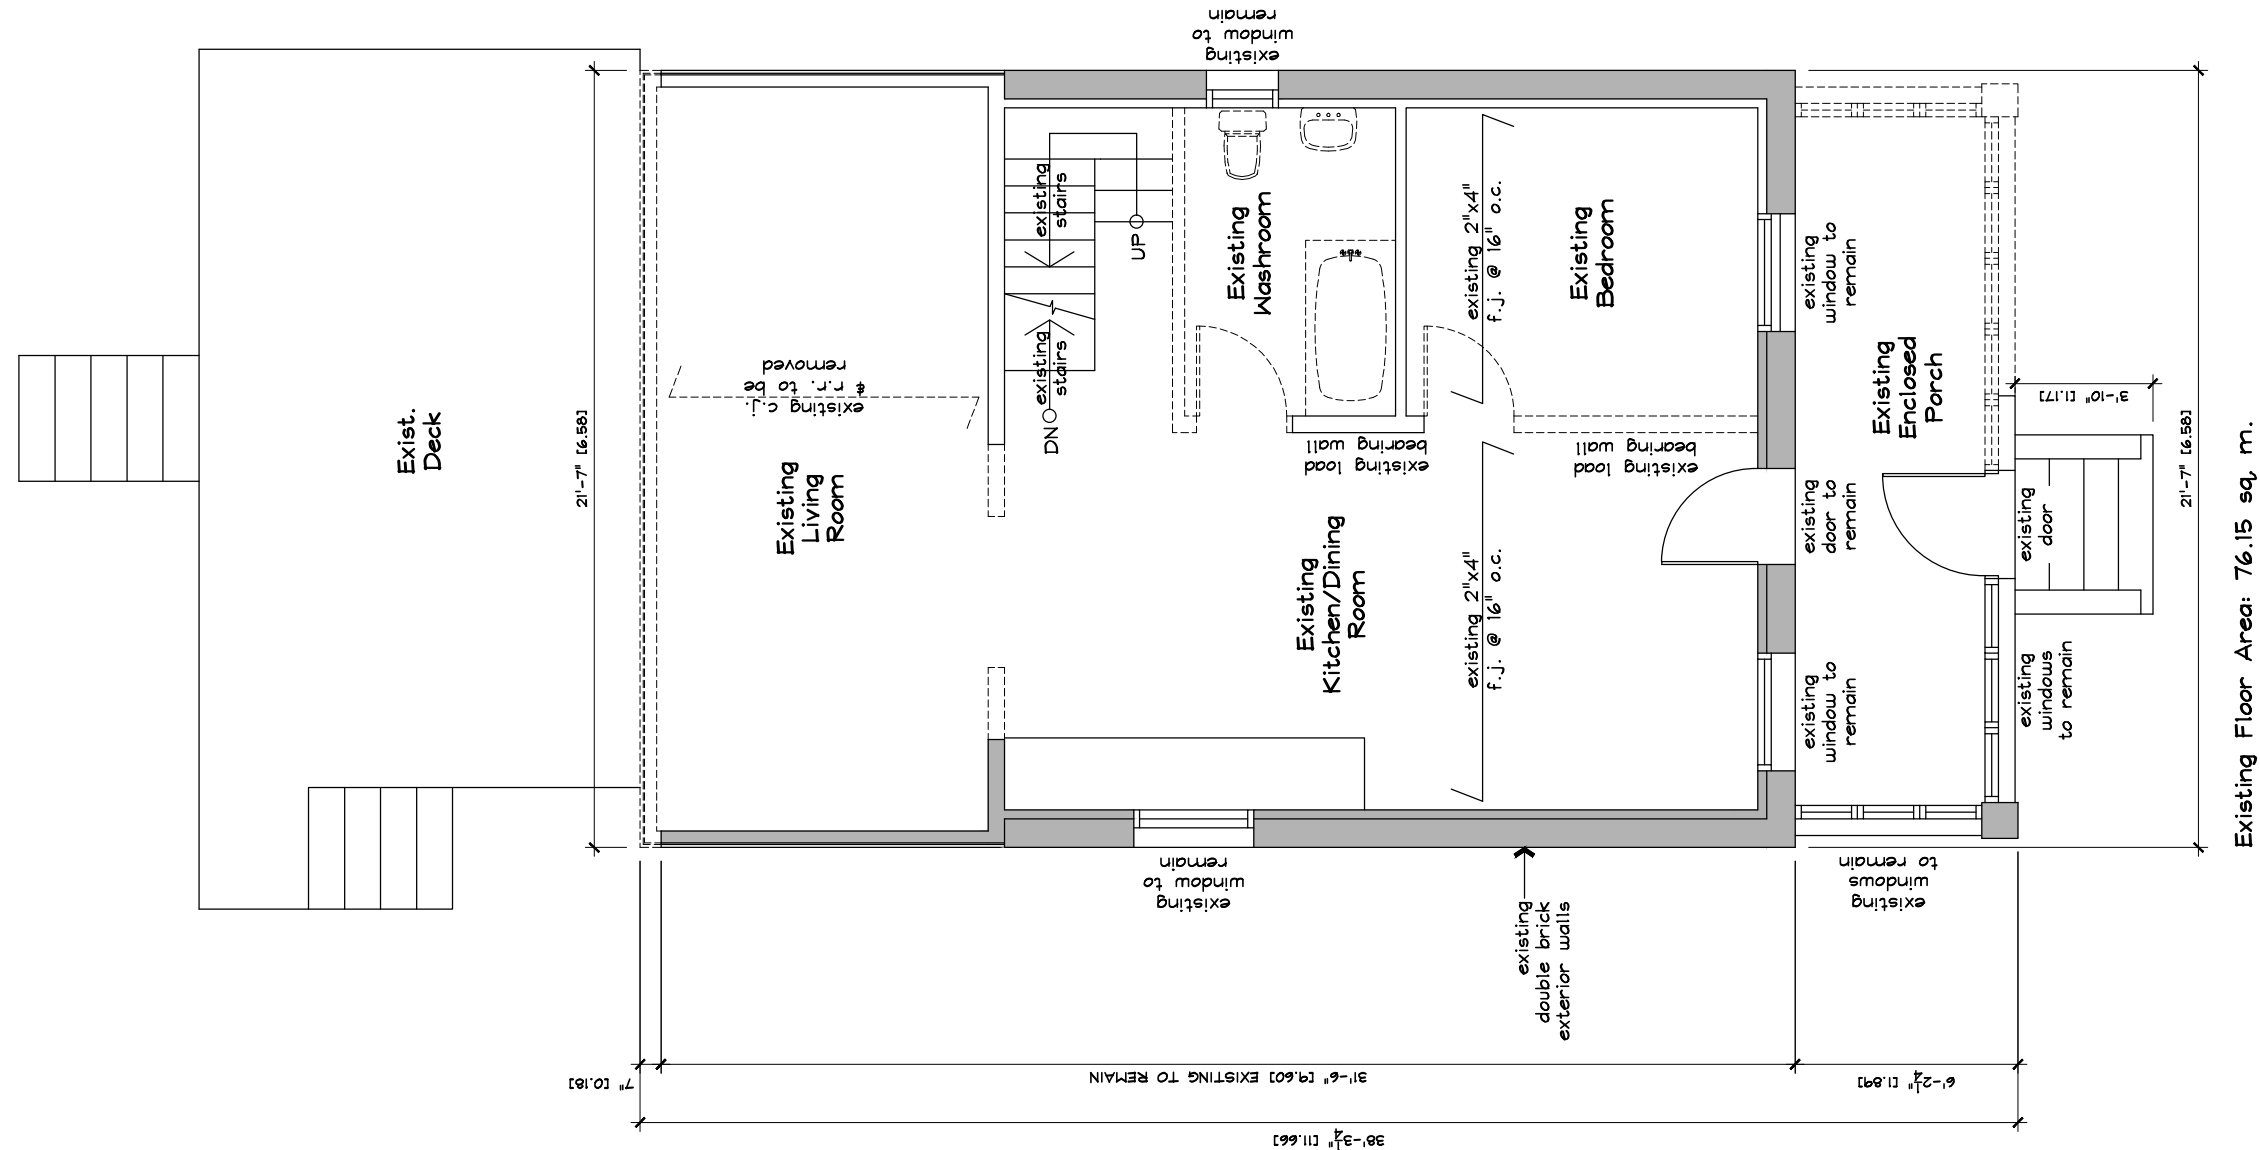 Exist.
Deck
21'-7" [6.58]
Existing
Living
Room
existing c.j.
& r.r. to be
removed
existing
stairs
UP
existing
stairs
DN
existing
window to
remain
Existing
Washroom
existing load
bearing wall
Existing
Kitchen/Dining
Room
existing 2"x4"
f.j. @ 16" o.c.
existing 2"x4"
f.j. @ 16" o.c.
Existing
Bedroom
existing load
bearing wall
existing
window to
remain
existing
door to
remain
existing
window to
remain
Existing
Enclosed
Porch
existing
door
3'-10" [1.17]
existing
windows
to remain
21'-7" [6.58]
existing
window to
remain
existing
double brick
exterior walls
existing
windows
to remain
7" [0.18]
31'-6" [9.60] EXISTING TO REMAIN
6'-2 1/4" [1.89]
38'-3 1/4" [11.66]
Existing Floor Area: 76.15 sq. m.